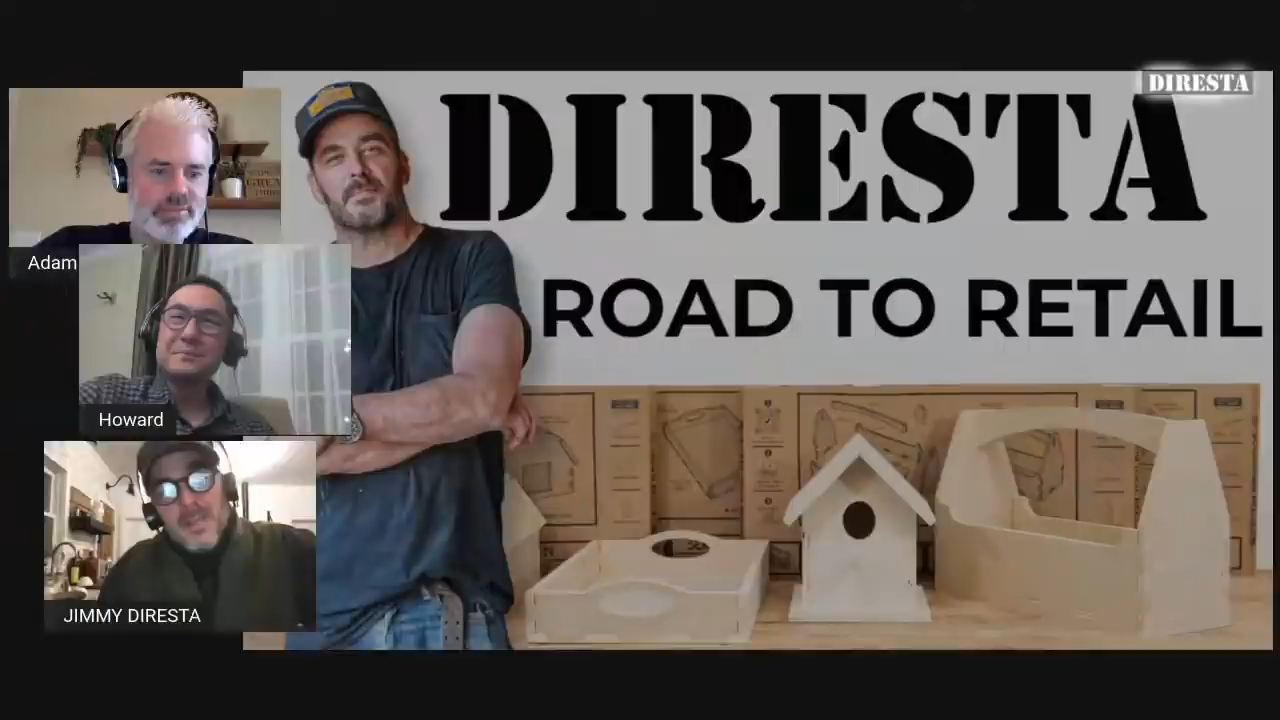 DIRESTA
DIRESTA
ROAD TO RETAIL
Adam
Howard
JIMMY DIRESTA